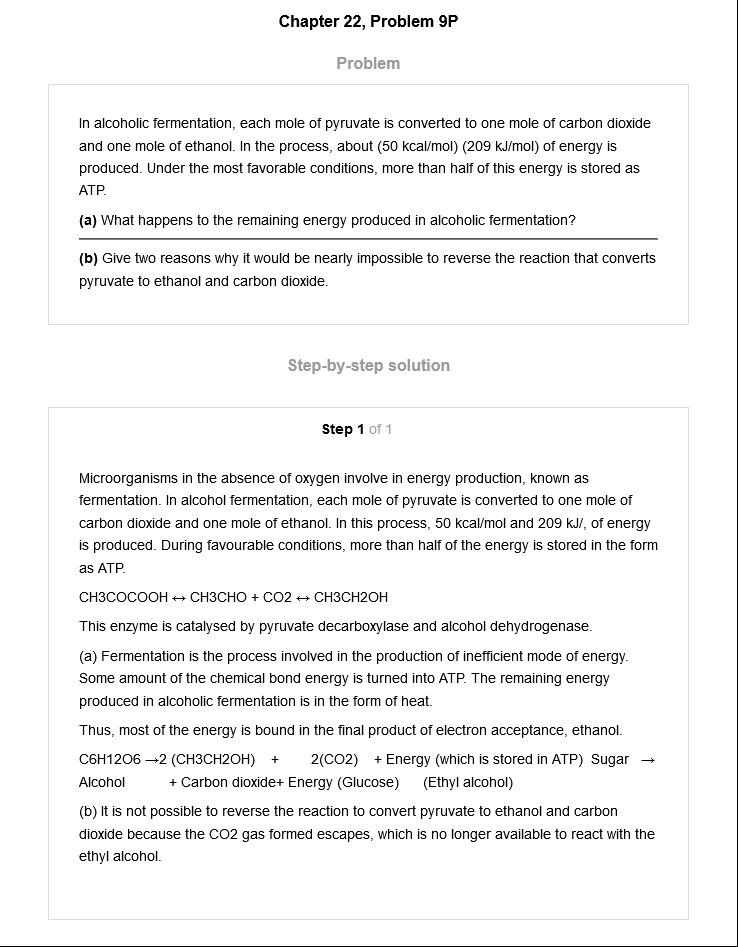 Chapter 22, Problem 9P
Problem
In alcoholic fermentation, each mole of pyruvate is converted to one mole of carbon dioxide
and one mole of ethanol. In the process, about (50 kcal/mol) (209 kJ/mol) of energy is
produced. Under the most favorable conditions, more than half of this energy is stored as
ATP.
(a) What happens to the remaining energy produced in alcoholic fermentation?
(b) Give two reasons why it would be nearly impossible to reverse the reaction that converts
pyruvate to ethanol and carbon dioxide.
Step-by-step solution
Step 1 of 1
Microorganisms in the absence of oxygen involve in energy production, known as
fermentation. In alcohol fermentation, each mole of pyruvate is converted to one mole of
carbon dioxide and one mole of ethanol. In this process, 50 kcal/mol and 209 kJ/, of energy
is produced. During favourable conditions, more than half of the energy is stored in the form
as ATP.
CH3COCOOH ↔ CH3CHO + CO2 ↔ CH3CH2OH
This enzyme is catalysed by pyruvate decarboxylase and alcohol dehydrogenase.
(a) Fermentation is the process involved in the production of inefficient mode of energy.
Some amount of the chemical bond energy is turned into ATP. The remaining energy
produced in alcoholic fermentation is in the form of heat.
Thus, most of the energy is bound in the final product of electron acceptance, ethanol.
C6H12O6 →2 (CH3CH2OH) + 2(CO2) + Energy (which is stored in ATP) Sugar →
Alcohol + Carbon dioxide+ Energy (Glucose) (Ethyl alcohol)
(b) It is not possible to reverse the reaction to convert pyruvate to ethanol and carbon
dioxide because the CO2 gas formed escapes, which is no longer available to react with the
ethyl alcohol.